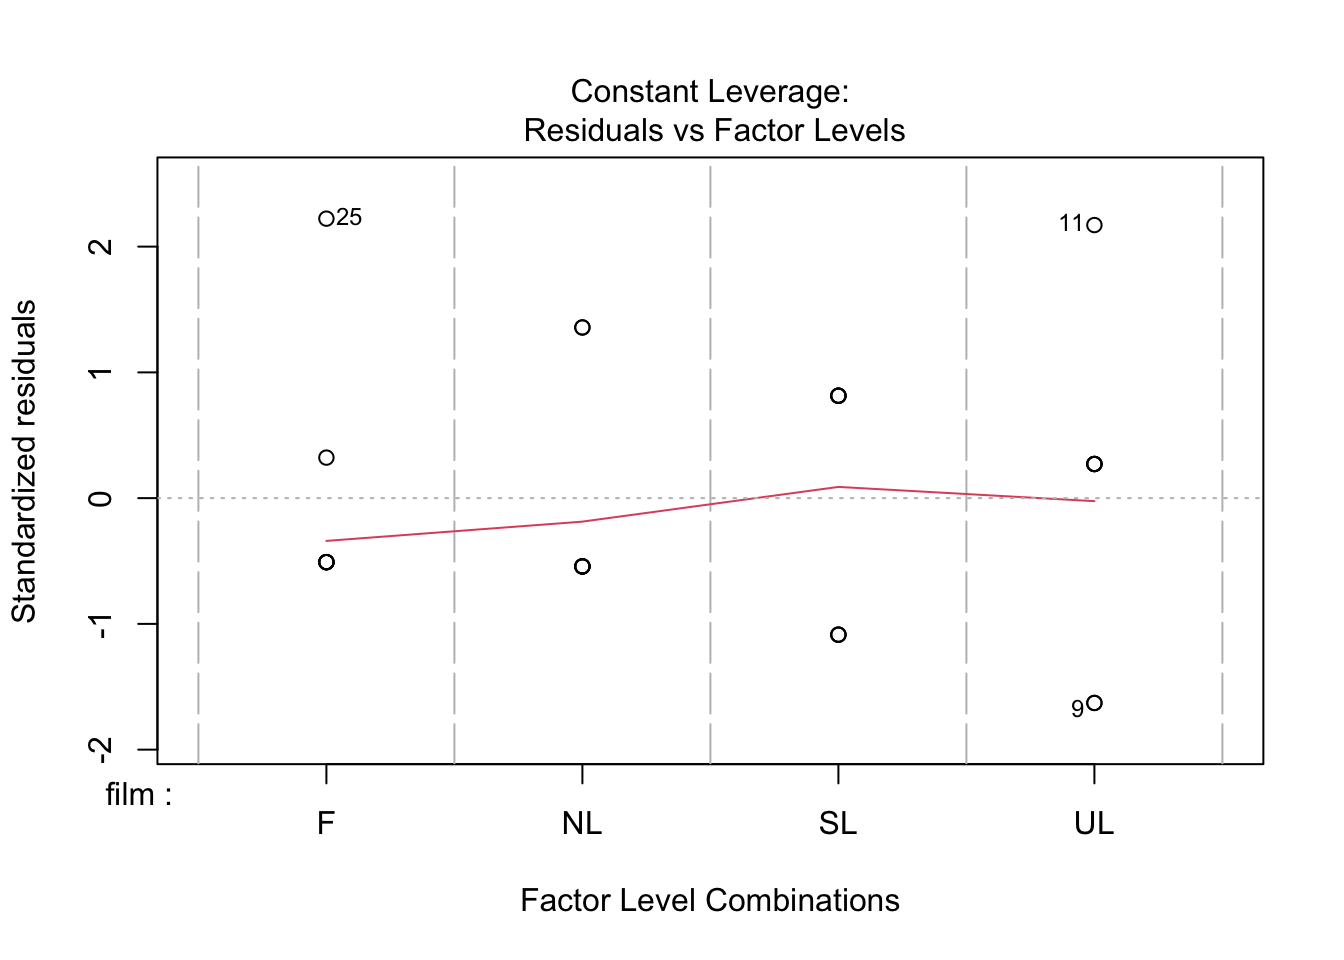 Constant Leverage:
Residuals vs Factor Levels
Standardized residuals
2
1
0
-1
-2
25
11
9
film :
F
NL
SL
UL
Factor Level Combinations